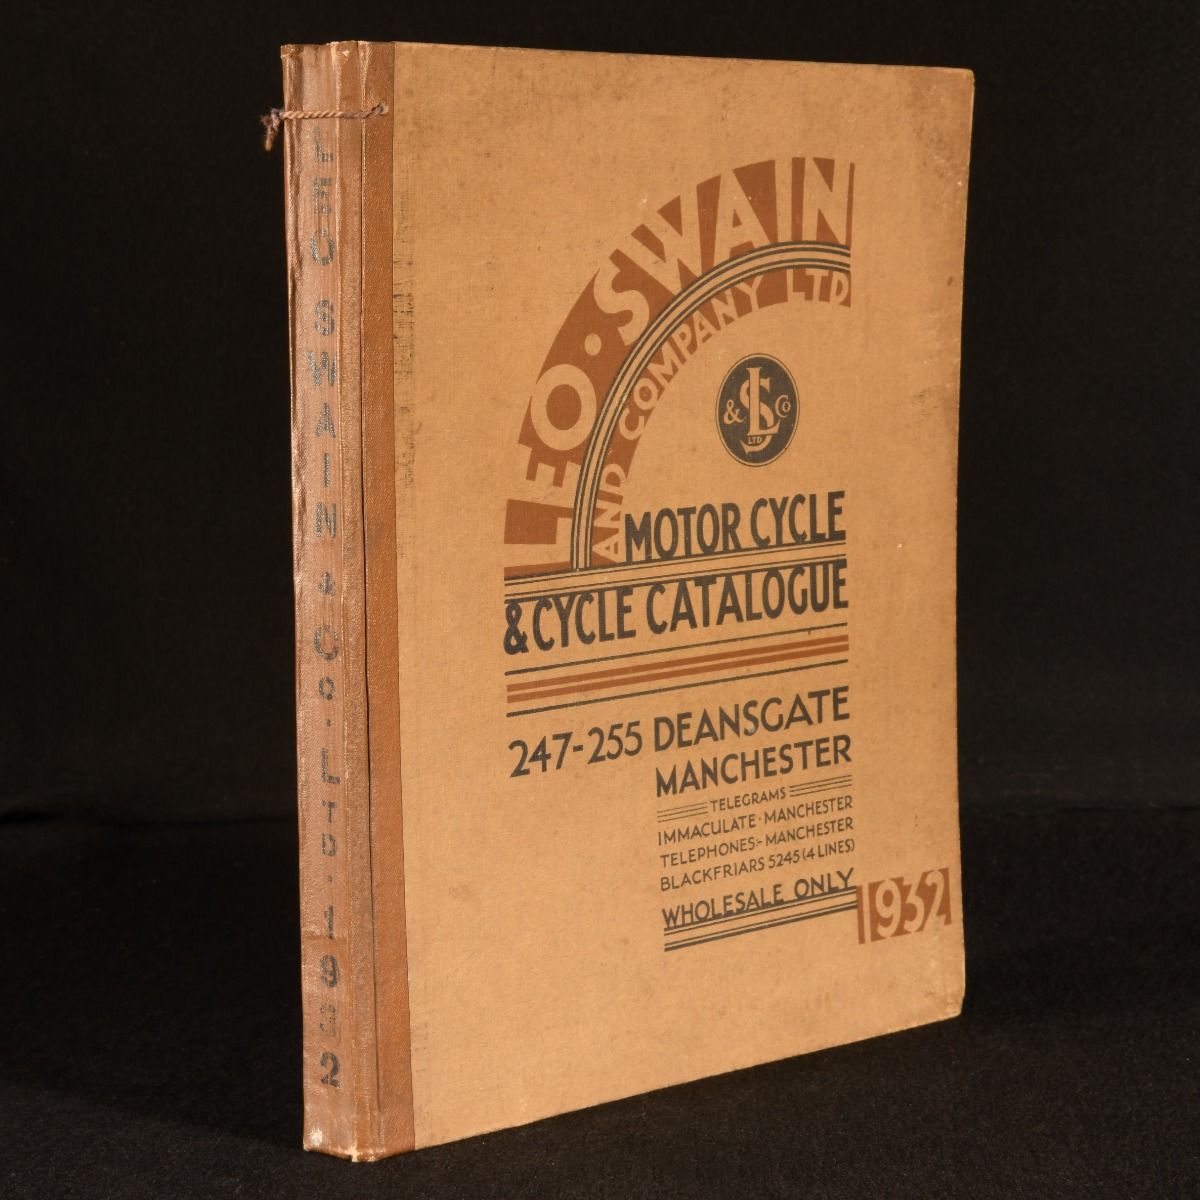 LEO SWAIN & Cº. LTD. 1932
LEO·SWAIN
AND COMPANY LTD
& LS Cº
LTD
MOTOR CYCLE
& CYCLE CATALOGUE
247-255 DEANSGATE
MANCHESTER
TELEGRAMS
IMMACULATE·MANCHESTER
TELEPHONES:- MANCHESTER
BLACKFRIARS 5245 (4 LINES)
WHOLESALE ONLY
1932